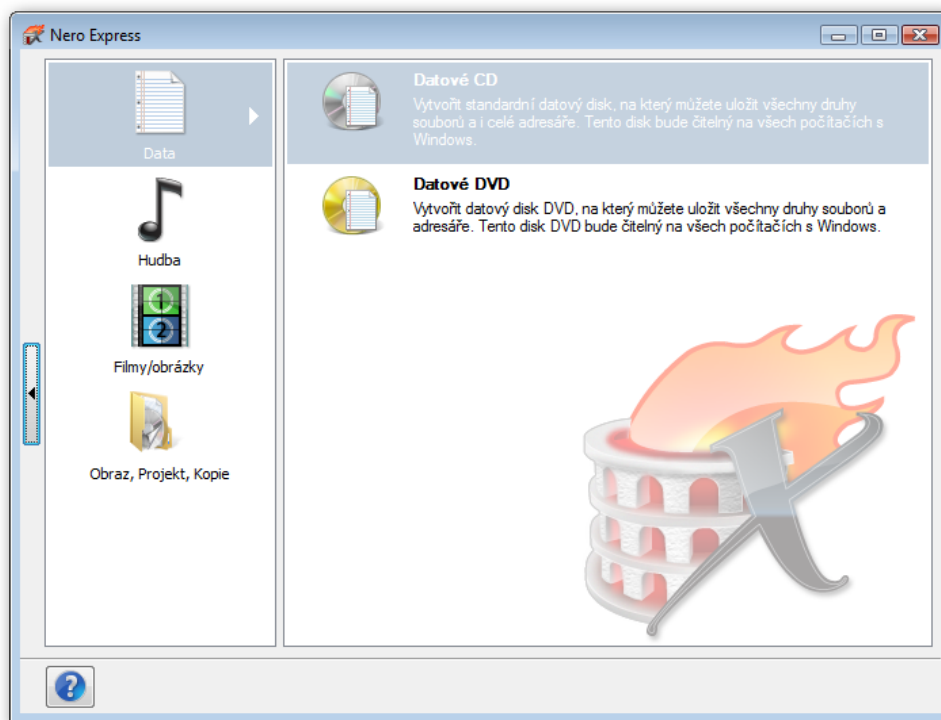 Nero Express
Data
Hudba
Filmy/obrázky
Obraz, Projekt, Kopie
Datové CD
Vytvořit standardní datový disk, na který můžete uložit všechny druhy
souborů a i celé adresáře. Tento disk bude čitelný na všech počítačích s
Windows.
Datové DVD
Vytvořit datový disk DVD, na který můžete uložit všechny druhy souborů a
adresáře. Tento disk DVD bude čitelný na všech počítačích s Windows.
1
2
?